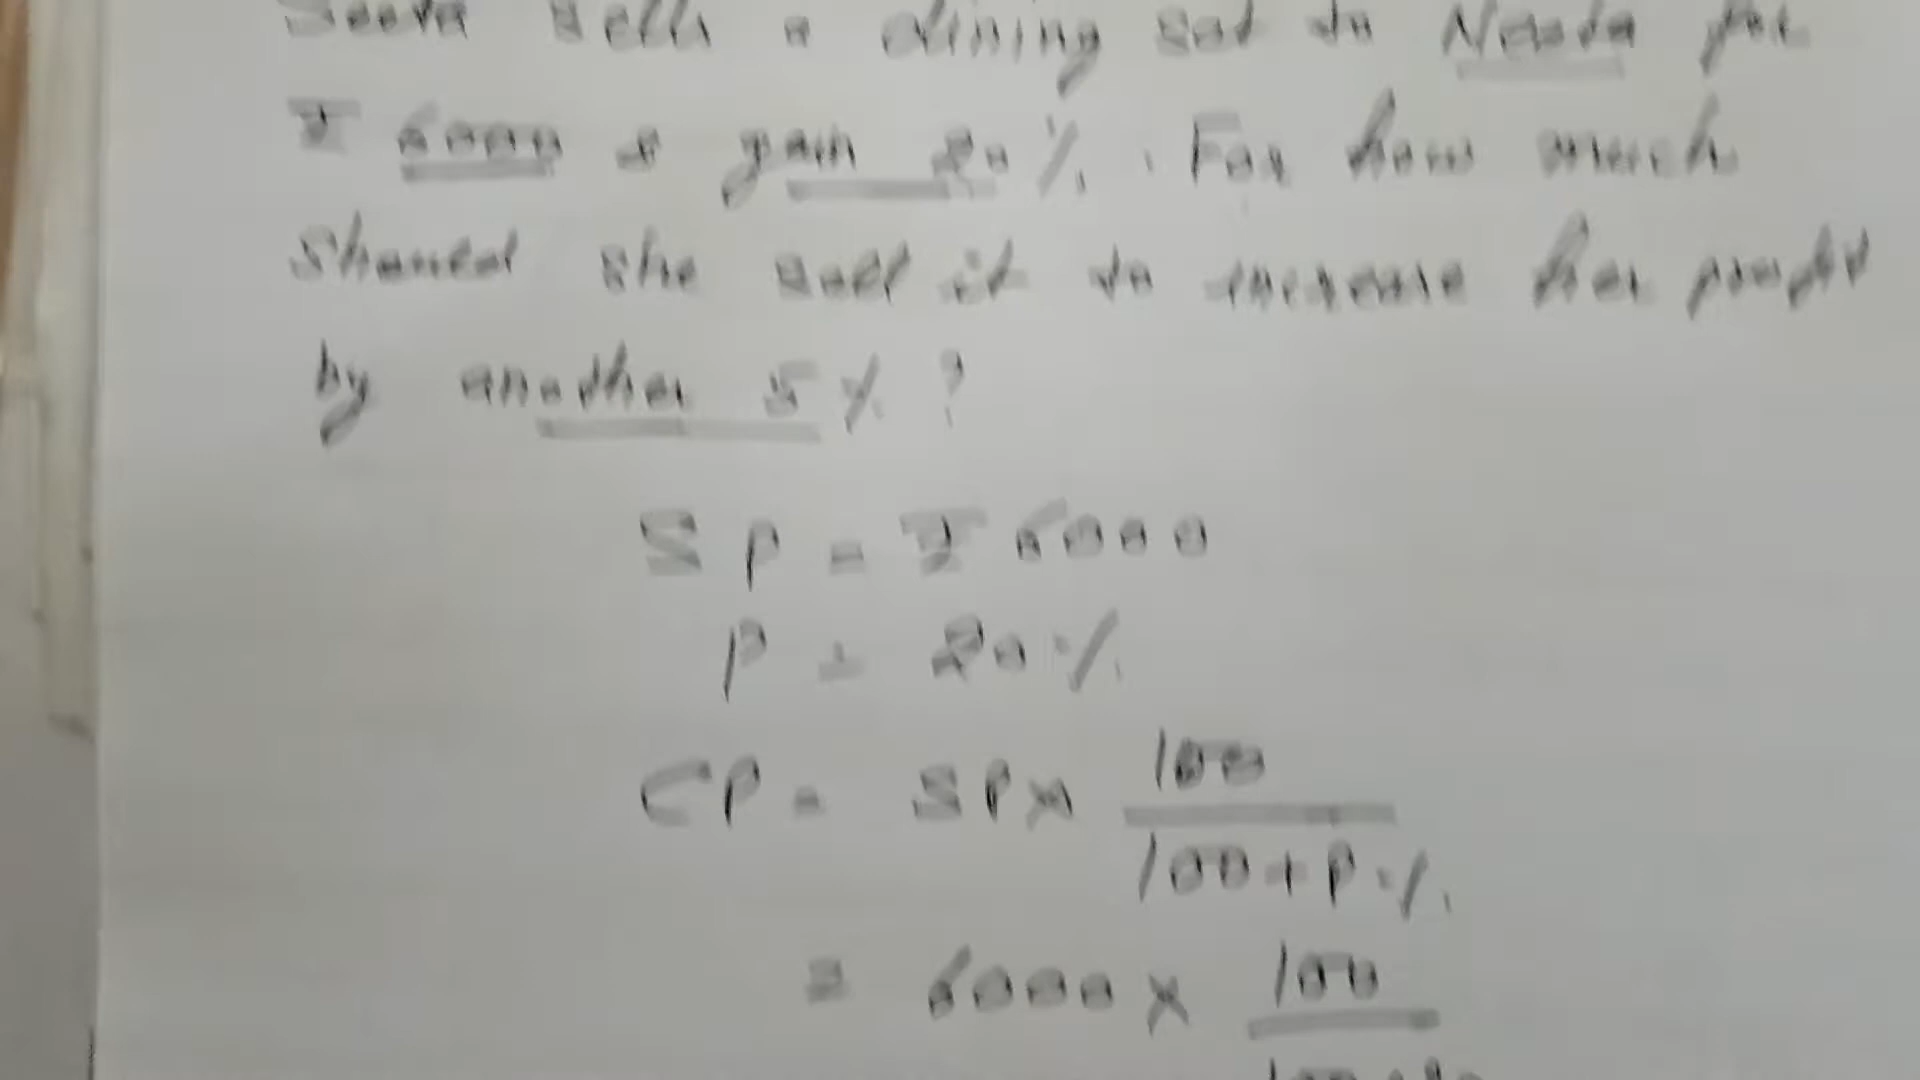 Seeta sells a dining set to Neeta for
₹ 6000 & gain 20%. For how much
should she sell it to increase her profit
by another 5%?
SP = ₹ 6000
P = 20%
CP = SP × 100
100 + P%
= 6000 × 100